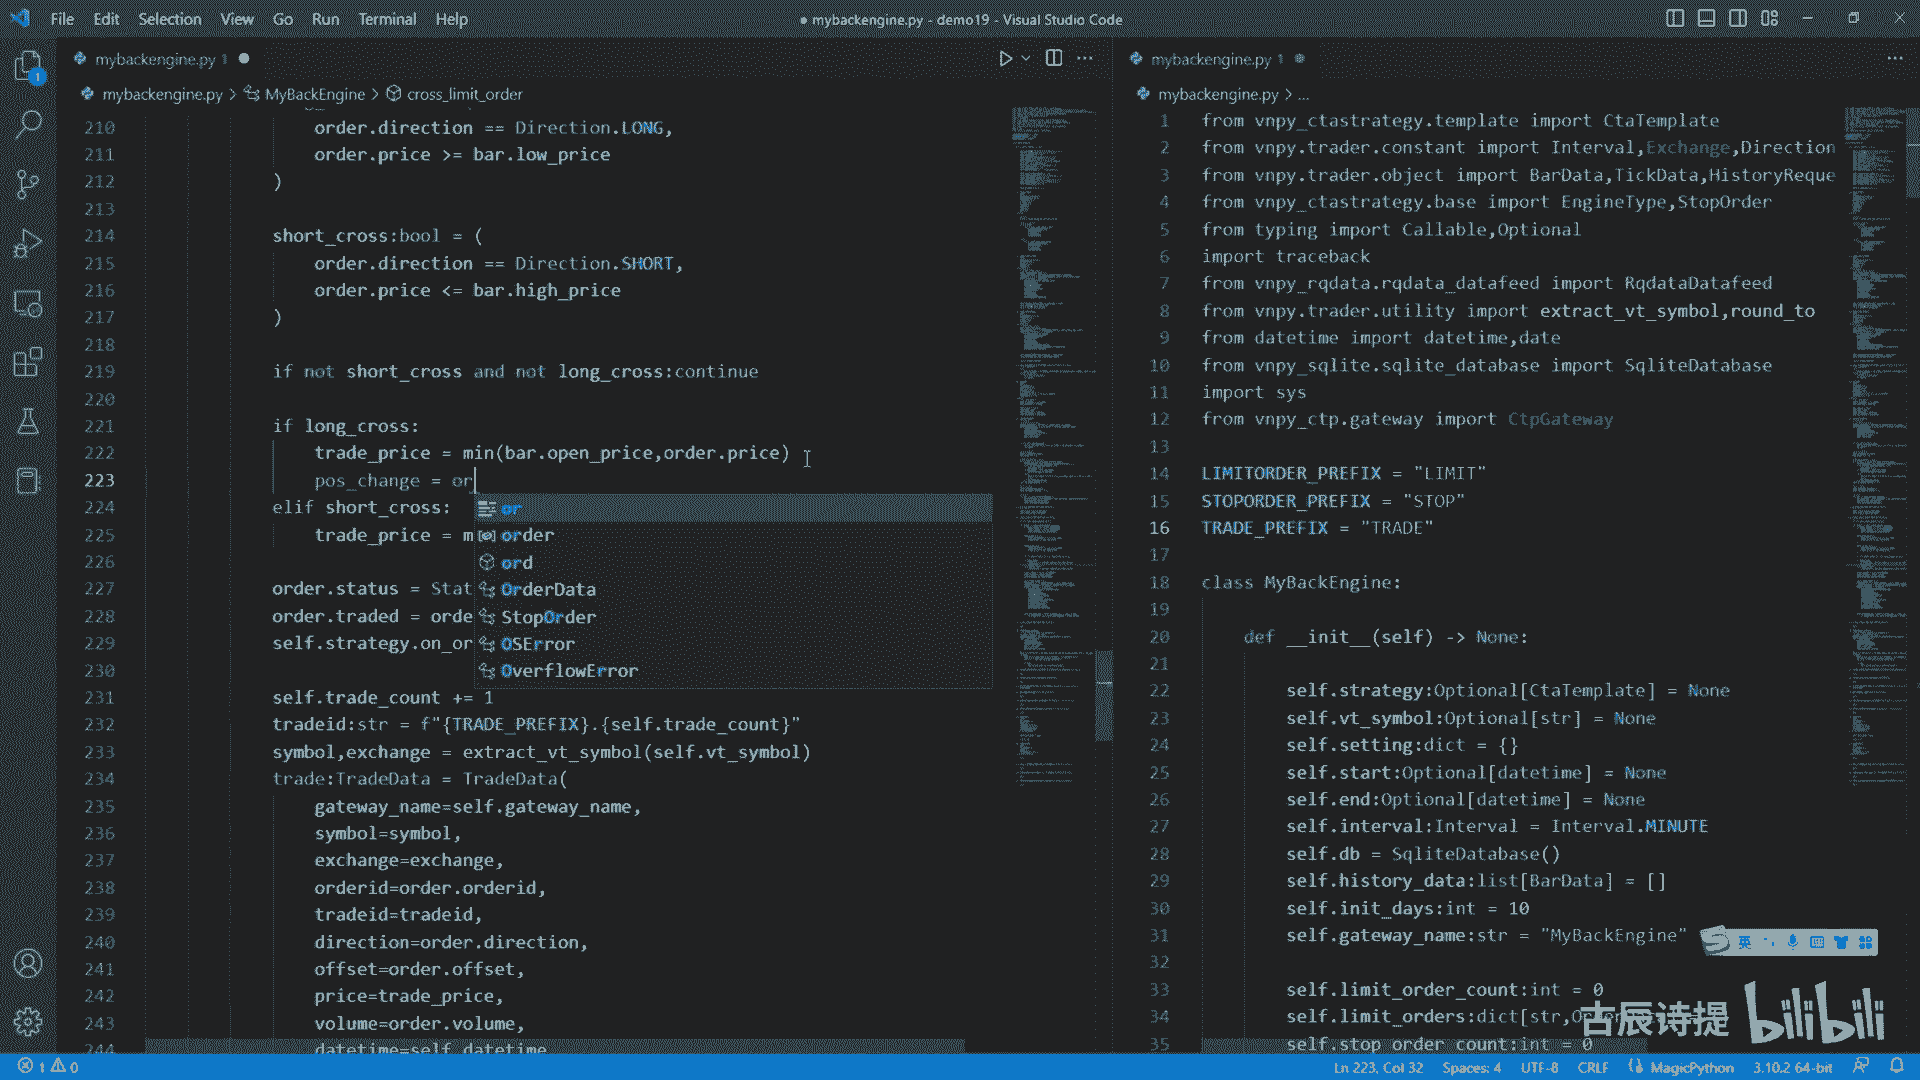 File Edit Selection View Go Run Terminal Help
● mybackengine.py - demo19 - Visual Studio Code
mybackengine.py 1
mybackengine.py > MyBackEngine > cross_limit_order
210 order.direction == Direction.LONG,
211 order.price >= bar.low_price
212 )
213
214 short_cross:bool = (
215 order.direction == Direction.SHORT,
216 order.price <= bar.high_price
217 )
218
219 if not short_cross and not long_cross:continue
220
221 if long_cross:
222 trade_price = min(bar.open_price,order.price)
223 pos_change = or
224 elif short_cross:
225 trade_price = m
226
227 order.status = Stat
228 order.traded = orde
229 self.strategy.on_or
230
231 self.trade_count += 1
232 tradeid:str = f"{TRADE_PREFIX}.{self.trade_count}"
233 symbol,exchange = extract_vt_symbol(self.vt_symbol)
234 trade:TradeData = TradeData(
235 gateway_name=self.gateway_name,
236 symbol=symbol,
237 exchange=exchange,
238 orderid=order.orderid,
239 tradeid=tradeid,
240 direction=order.direction,
241 offset=order.offset,
242 price=trade_price,
243 volume=order.volume,
244 datetime=self.datetime
or
order
ord
OrderData
StopOrder
OSError
OverflowError
mybackengine.py 1
mybackengine.py > ...
1 from vnpy_ctastrategy.template import CtaTemplate
2 from vnpy.trader.constant import Interval,Exchange,Direction
3 from vnpy.trader.object import BarData,TickData,HistoryReque
4 from vnpy_ctastrategy.base import EngineType,StopOrder
5 from typing import Callable,Optional
6 import traceback
7 from vnpy_rqdata.rqdata_datafeed import RqdataDatafeed
8 from vnpy.trader.utility import extract_vt_symbol,round_to
9 from datetime import datetime,date
10 from vnpy_sqlite.sqlite_database import SqliteDatabase
11 import sys
12 from vnpy_ctp.gateway import CtpGateway
13
14 LIMITORDER_PREFIX = "LIMIT"
15 STOPORDER_PREFIX = "STOP"
16 TRADE_PREFIX = "TRADE"
17
18 class MyBackEngine:
19
20 def __init__(self) -> None:
21
22 self.strategy:Optional[CtaTemplate] = None
23 self.vt_symbol:Optional[str] = None
24 self.setting:dict = {}
25 self.start:Optional[datetime] = None
26 self.end:Optional[datetime] = None
27 self.interval:Interval = Interval.MINUTE
28 self.db = SqliteDatabase()
29 self.history_data:list[BarData] = []
30 self.init_days:int = 10
31 self.gateway_name:str = "MyBackEngine"
32
33 self.limit_order_count:int = 0
34 self.limit_orders:dict[str,O
35 self.stop_order_count:int = 0
英
古辰诗提 bilibili
1 0
Ln 223, Col 32 Spaces: 4 UTF-8 CRLF MagicPython 3.10.2 64-bit